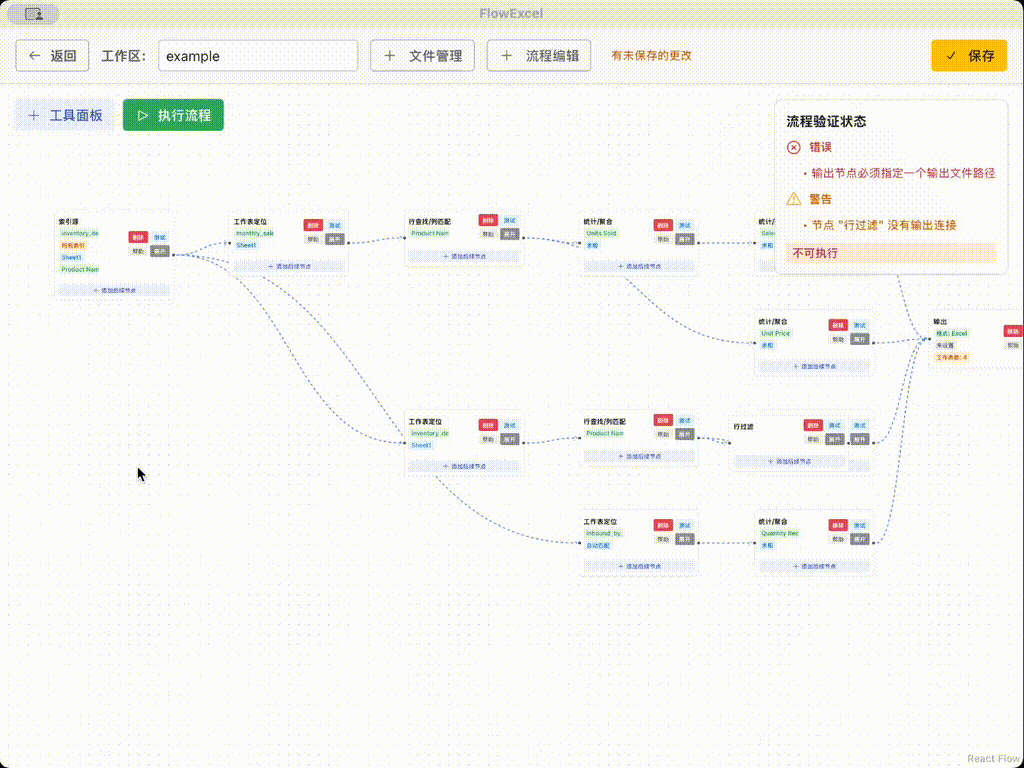 FlowExcel
返回
工作区:
example
文件管理
流程编辑
有未保存的更改
保存
工具面板
执行流程
流程验证状态
错误
• 输出节点必须指定一个输出文件路径
警告
• 节点 "行过滤" 没有输出连接
不可执行
索引源
inventory_de
同名索引
Sheet1
Product Nam
删除 测试
帮助 展开
+ 添加后续节点
工作表定位
monthly_sale
Sheet1
删除 测试
帮助 展开
+ 添加后续节点
行查找/列匹配
Product Nam
删除 测试
帮助 展开
+ 添加后续节点
统计/聚合
Units Sold
求和
删除 测试
帮助 展开
+ 添加后续节点
统计/
Sales
求和
统计/聚合
Unit Price
求和
删除 测试
帮助 展开
+ 添加后续节点
输出
格式: Excel
未设置
工作表数: 4
删除
帮助
工作表定位
inventory_de
Sheet1
删除 测试
帮助 展开
+ 添加后续节点
行查找/列匹配
Product Nam
删除 测试
帮助 展开
+ 添加后续节点
行过滤
删除 测试 测试
帮助 展开 展开
+ 添加后续节点
工作表定位
inbound_by_
自动匹配
删除 测试
帮助 展开
+ 添加后续节点
统计/聚合
Quantity Rec
求和
删除 测试
帮助 展开
+ 添加后续节点
React Flow